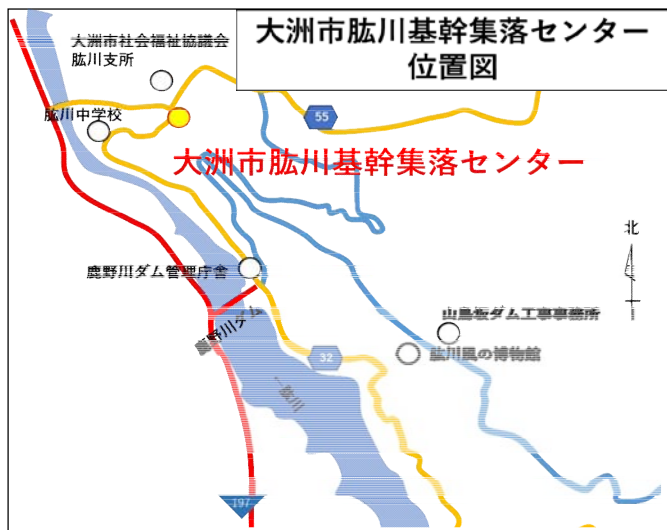 大洲市肱川基幹集落センター
位置図
大洲市社会福祉協議会
肱川支所
肱川中学校
55
大洲市肱川基幹集落センター
北
鹿野川ダム管理庁舎
山鳥坂ダム工事事務所
鹿野川ダム
32
肱川風の博物館
肱川
197